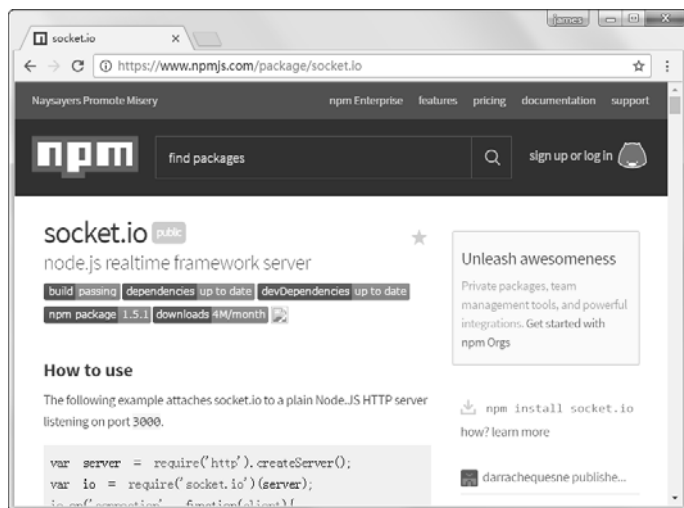 james
socket.io
https://www.npmjs.com/package/socket.io
Naysayers Promote Misery
npm Enterprise features pricing documentation support
npm
find packages
sign up or log in
socket.io public
node.js realtime framework server
build passing dependencies up to date devDependencies up to date
npm package 1.5.1 downloads 4M/month
How to use
The following example attaches socket.io to a plain Node.JS HTTP server
listening on port 3000.
var server = require('http').createServer();
var io = require('socket.io')(server);
Unleash awesomeness
Private packages, team
management tools, and powerful
integrations. Get started with
npm Orgs
npm install socket.io
how? learn more
darrachequesne publishe...